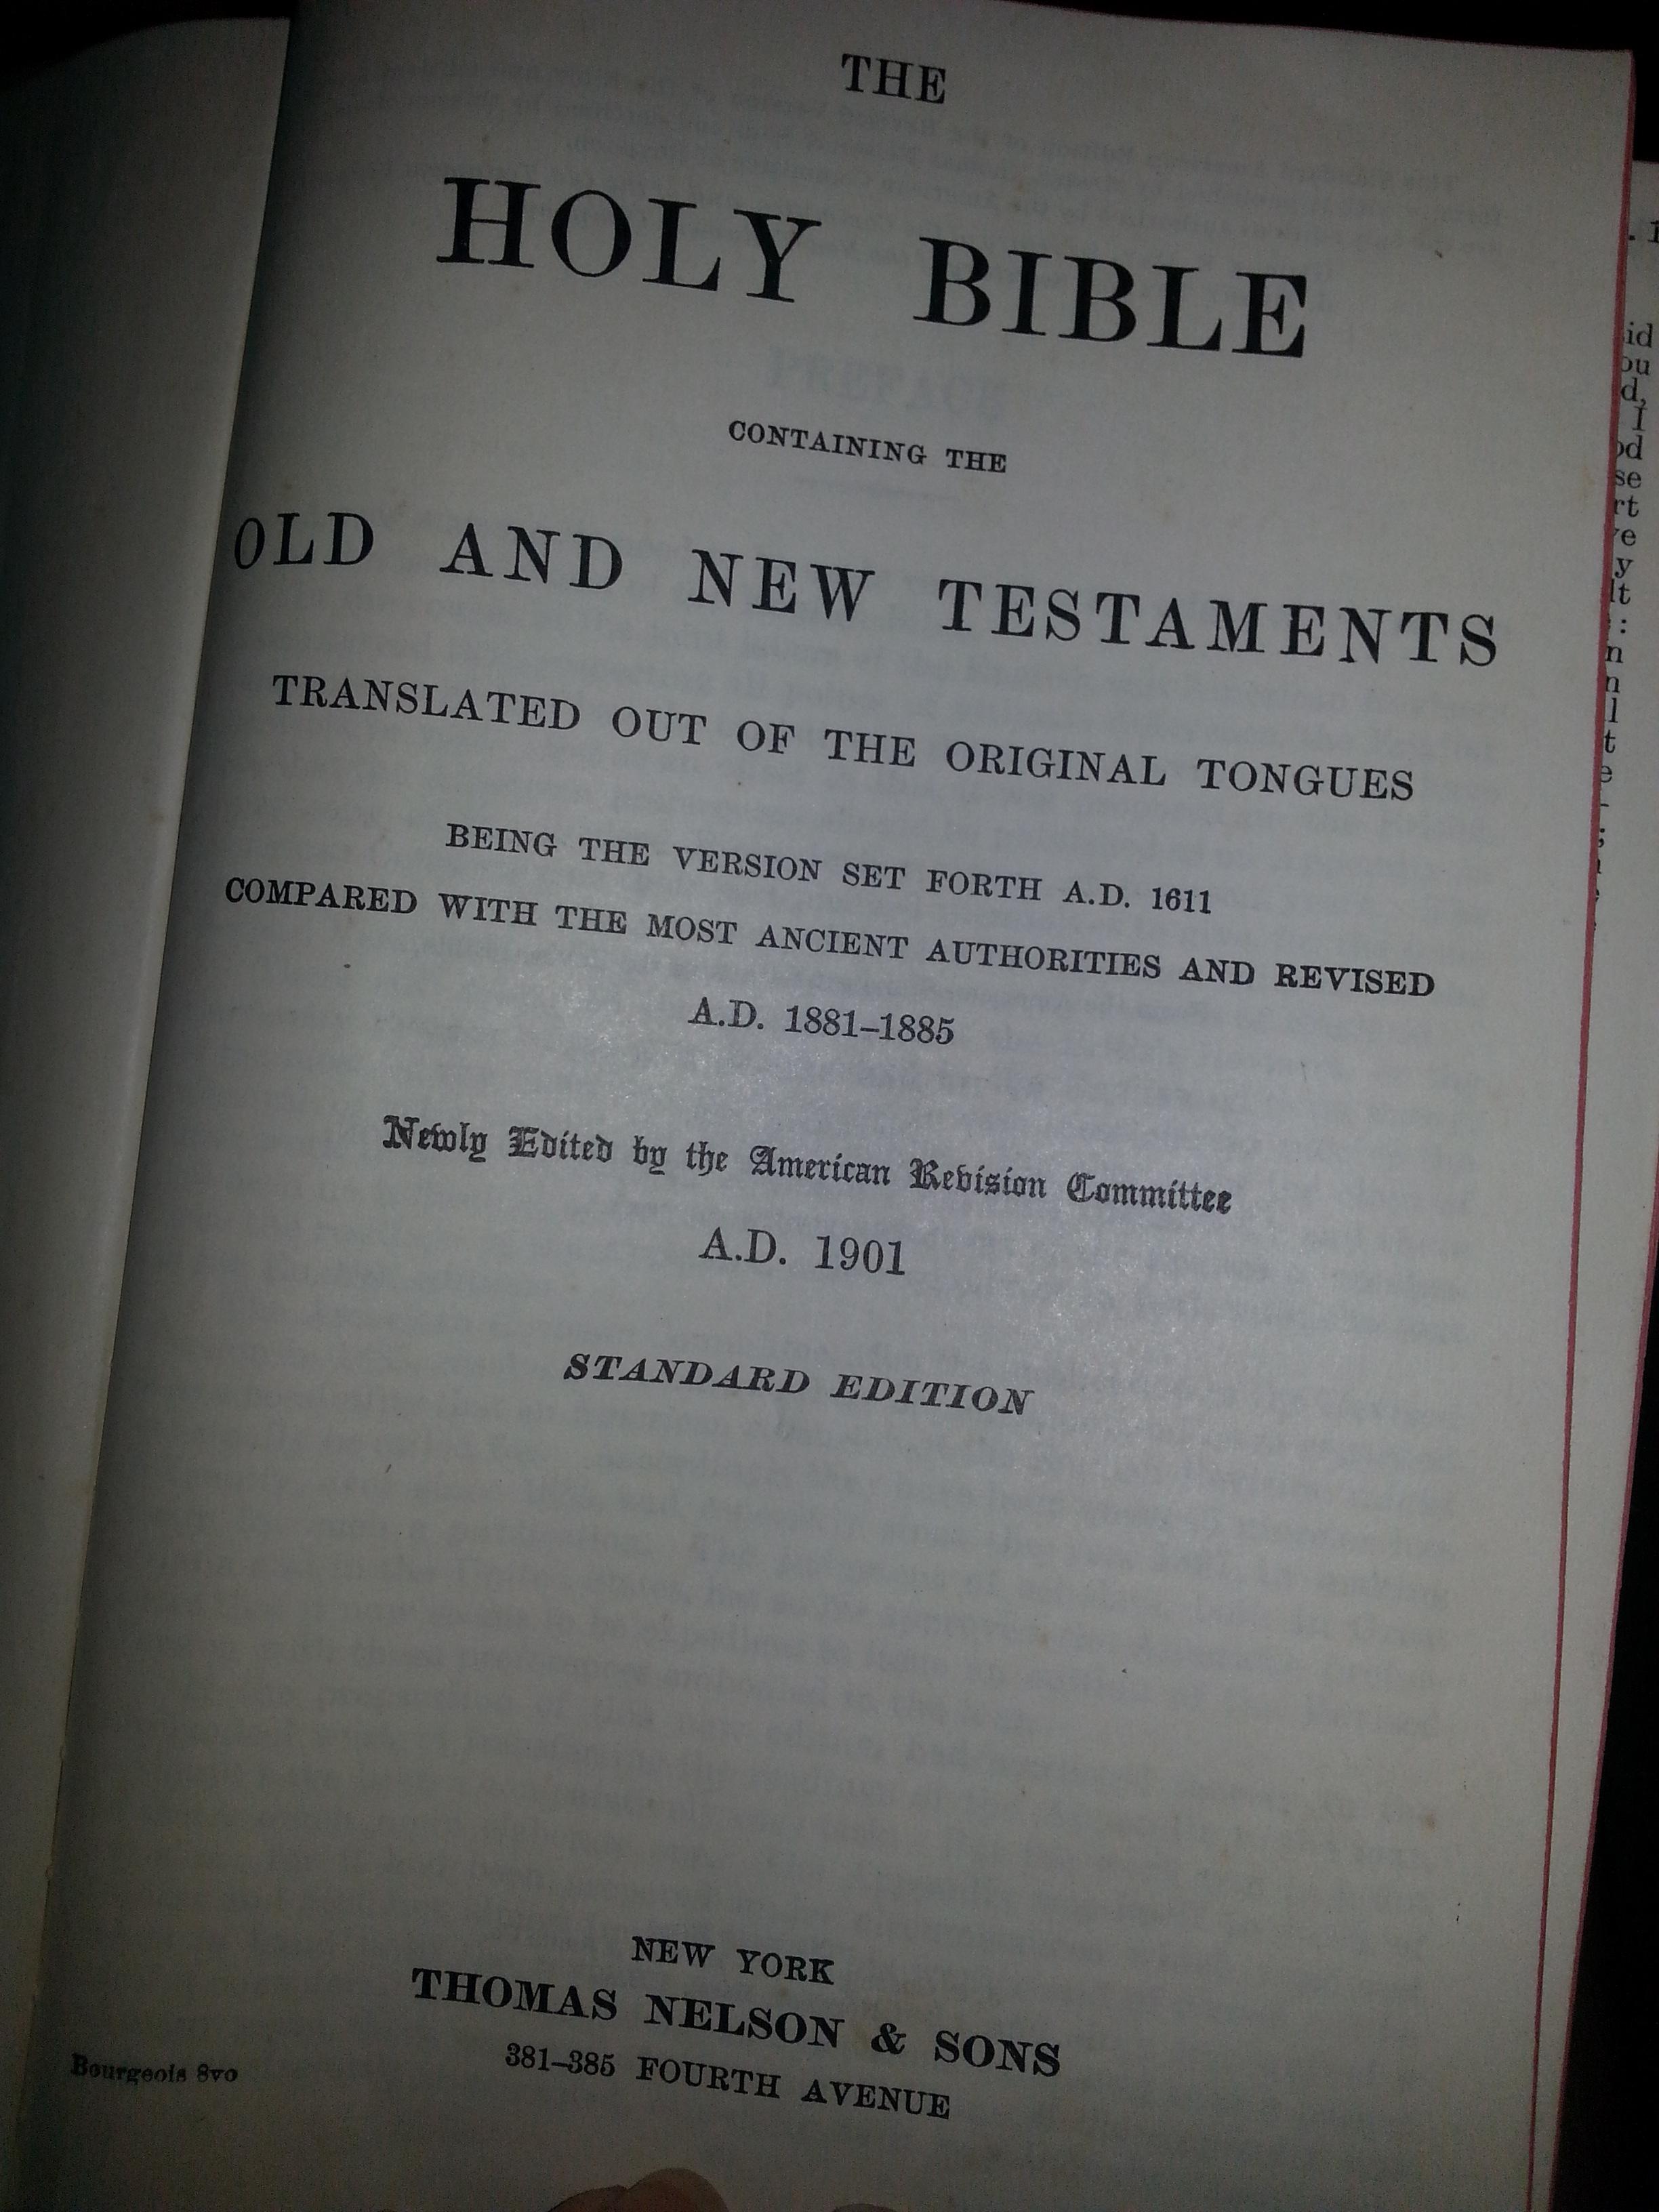 THE
HOLY BIBLE
CONTAINING THE
OLD AND NEW TESTAMENTS
TRANSLATED OUT OF THE ORIGINAL TONGUES
BEING THE VERSION SET FORTH A.D. 1611
COMPARED WITH THE MOST ANCIENT AUTHORITIES AND REVISED
A.D. 1881–1885
Newly Edited by the American Revision Committee
A.D. 1901
STANDARD EDITION
NEW YORK
THOMAS NELSON & SONS
381–385 FOURTH AVENUE
Bourgeois 8vo